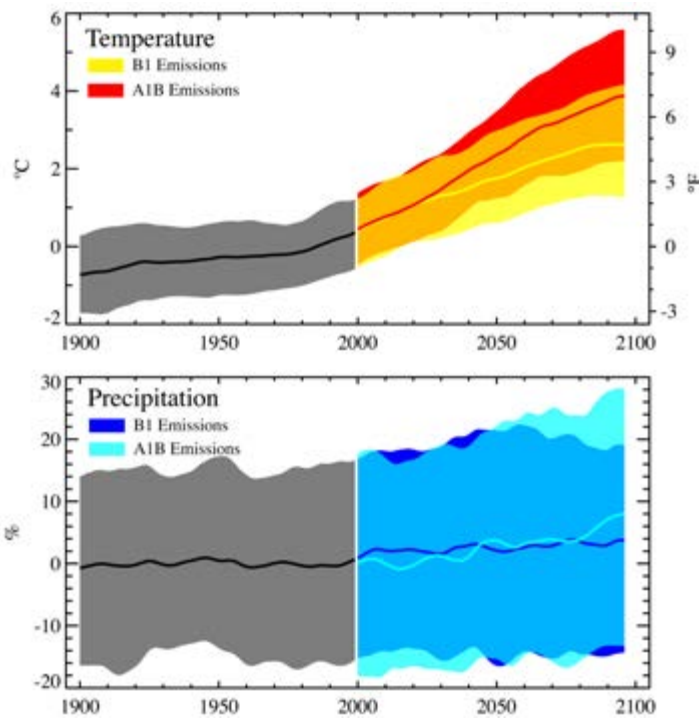 6
Temperature
B1 Emissions
A1B Emissions
4
2
0
-2
°C
9
6
3
0
-3
°F
1900 1950 2000 2050 2100
30
Precipitation
B1 Emissions
A1B Emissions
20
10
0
-10
-20
%
1900 1950 2000 2050 2100